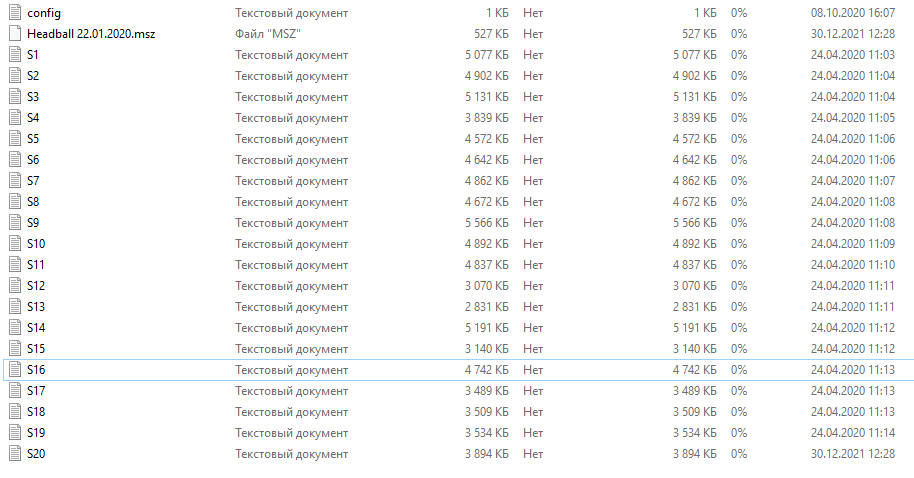 config Текстовый документ 1 КБ Нет 1 КБ 0% 08.10.2020 16:07
Headball 22.01.2020.msz Файл "MSZ" 527 КБ Нет 527 КБ 0% 30.12.2021 12:28
S1 Текстовый документ 5 077 КБ Нет 5 077 КБ 0% 24.04.2020 11:03
S2 Текстовый документ 4 902 КБ Нет 4 902 КБ 0% 24.04.2020 11:04
S3 Текстовый документ 5 131 КБ Нет 5 131 КБ 0% 24.04.2020 11:04
S4 Текстовый документ 3 839 КБ Нет 3 839 КБ 0% 24.04.2020 11:05
S5 Текстовый документ 4 572 КБ Нет 4 572 КБ 0% 24.04.2020 11:06
S6 Текстовый документ 4 642 КБ Нет 4 642 КБ 0% 24.04.2020 11:06
S7 Текстовый документ 4 862 КБ Нет 4 862 КБ 0% 24.04.2020 11:07
S8 Текстовый документ 4 672 КБ Нет 4 672 КБ 0% 24.04.2020 11:08
S9 Текстовый документ 5 566 КБ Нет 5 566 КБ 0% 24.04.2020 11:08
S10 Текстовый документ 4 892 КБ Нет 4 892 КБ 0% 24.04.2020 11:09
S11 Текстовый документ 4 837 КБ Нет 4 837 КБ 0% 24.04.2020 11:10
S12 Текстовый документ 3 070 КБ Нет 3 070 КБ 0% 24.04.2020 11:11
S13 Текстовый документ 2 831 КБ Нет 2 831 КБ 0% 24.04.2020 11:11
S14 Текстовый документ 5 191 КБ Нет 5 191 КБ 0% 24.04.2020 11:12
S15 Текстовый документ 3 140 КБ Нет 3 140 КБ 0% 24.04.2020 11:12
S16 Текстовый документ 4 742 КБ Нет 4 742 КБ 0% 24.04.2020 11:13
S17 Текстовый документ 3 489 КБ Нет 3 489 КБ 0% 24.04.2020 11:13
S18 Текстовый документ 3 509 КБ Нет 3 509 КБ 0% 24.04.2020 11:13
S19 Текстовый документ 3 534 КБ Нет 3 534 КБ 0% 24.04.2020 11:14
S20 Текстовый документ 3 894 КБ Нет 3 894 КБ 0% 30.12.2021 12:28